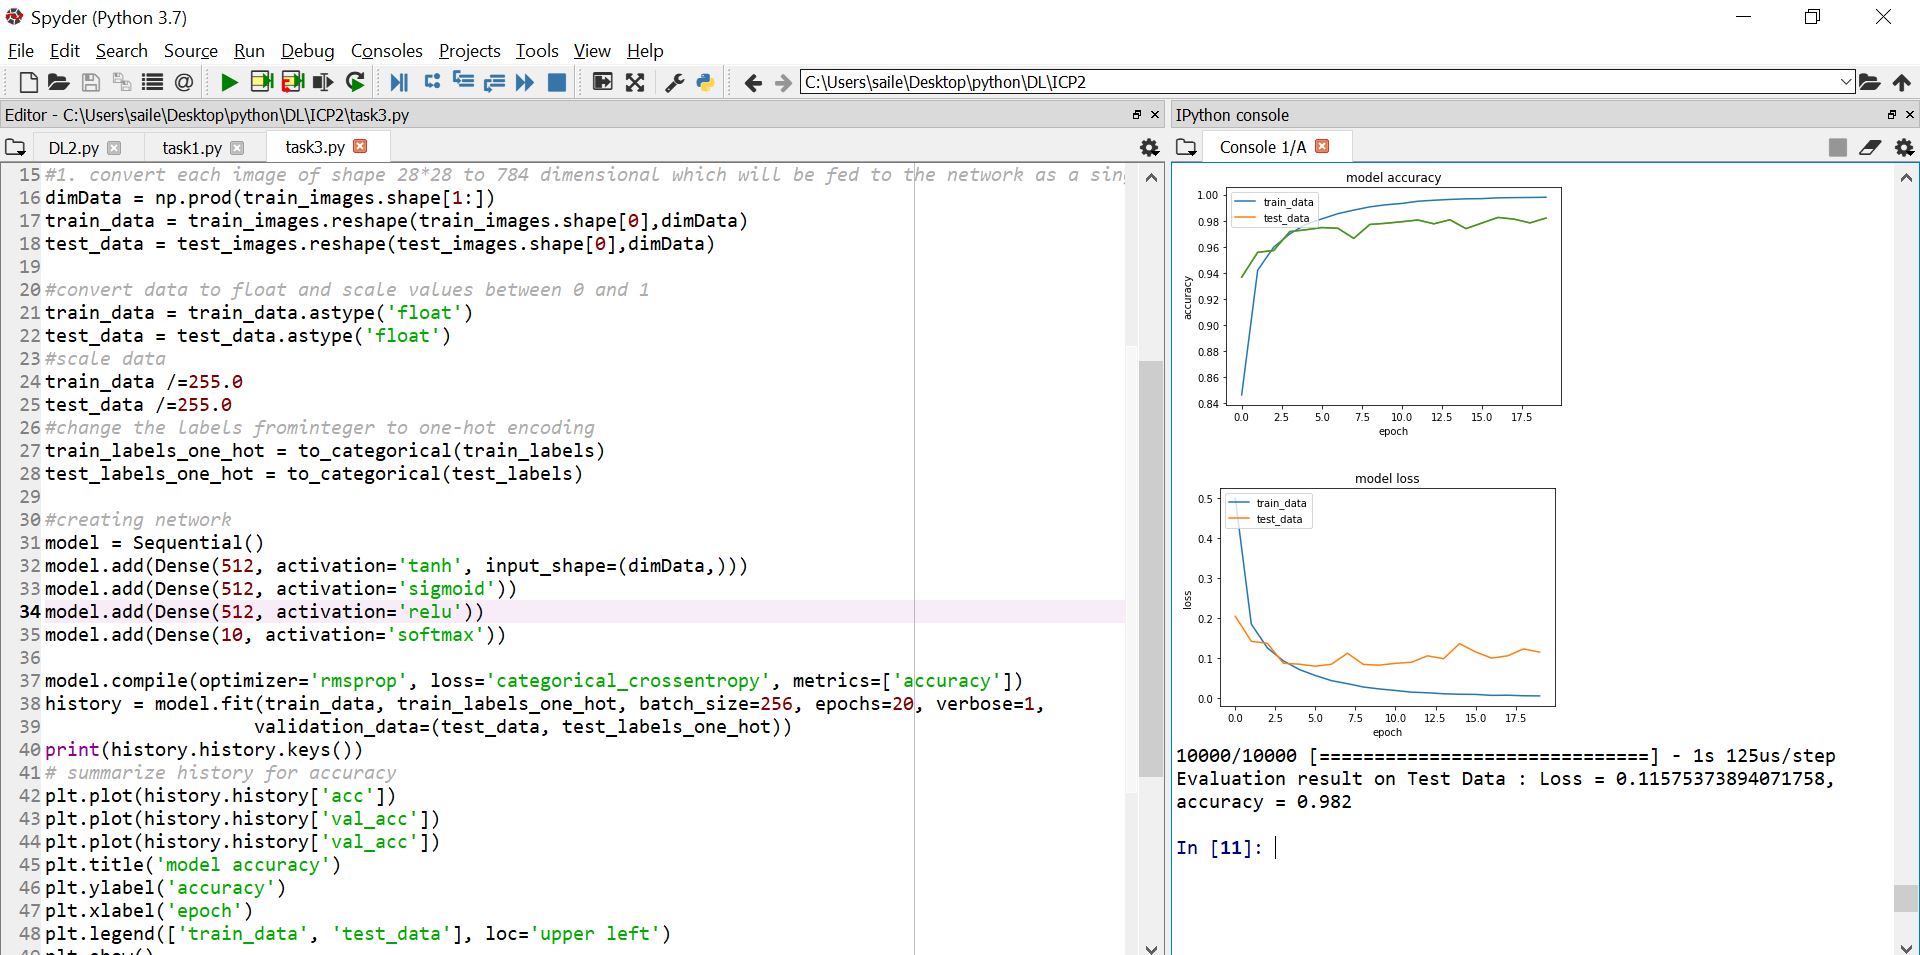 Spyder (Python 3.7)
File Edit Search Source Run Debug Consoles Projects Tools View Help
C:\Users\saile\Desktop\python\DL\ICP2
Editor - C:\Users\saile\Desktop\python\DL\ICP2\task3.py
DL2.py task1.py task3.py
15 #1. convert each image of shape 28*28 to 784 dimensional which will be fed to the network as a sin
16 dimData = np.prod(train_images.shape[1:])
17 train_data = train_images.reshape(train_images.shape[0],dimData)
18 test_data = test_images.reshape(test_images.shape[0],dimData)
19
20 #convert data to float and scale values between 0 and 1
21 train_data = train_data.astype('float')
22 test_data = test_data.astype('float')
23 #scale data
24 train_data /=255.0
25 test_data /=255.0
26 #change the labels frominteger to one-hot encoding
27 train_labels_one_hot = to_categorical(train_labels)
28 test_labels_one_hot = to_categorical(test_labels)
29
30 #creating network
31 model = Sequential()
32 model.add(Dense(512, activation='tanh', input_shape=(dimData,)))
33 model.add(Dense(512, activation='sigmoid'))
34 model.add(Dense(512, activation='relu'))
35 model.add(Dense(10, activation='softmax'))
36
37 model.compile(optimizer='rmsprop', loss='categorical_crossentropy', metrics=['accuracy'])
38 history = model.fit(train_data, train_labels_one_hot, batch_size=256, epochs=20, verbose=1,
39 validation_data=(test_data, test_labels_one_hot))
40 print(history.history.keys())
41 # summarize history for accuracy
42 plt.plot(history.history['acc'])
43 plt.plot(history.history['val_acc'])
44 plt.plot(history.history['val_acc'])
45 plt.title('model accuracy')
46 plt.ylabel('accuracy')
47 plt.xlabel('epoch')
48 plt.legend(['train_data', 'test_data'], loc='upper left')
IPython console
Console 1/A
model accuracy
train_data
test_data
1.00
0.98
0.96
0.94
0.92
0.90
0.88
0.86
0.84
accuracy
0.0 2.5 5.0 7.5 10.0 12.5 15.0 17.5
epoch
model loss
train_data
test_data
0.5
0.4
0.3
0.2
0.1
0.0
loss
0.0 2.5 5.0 7.5 10.0 12.5 15.0 17.5
epoch
10000/10000 [==============================] - 1s 125us/step
Evaluation result on Test Data : Loss = 0.11575373894071758,
accuracy = 0.982
In [11]: